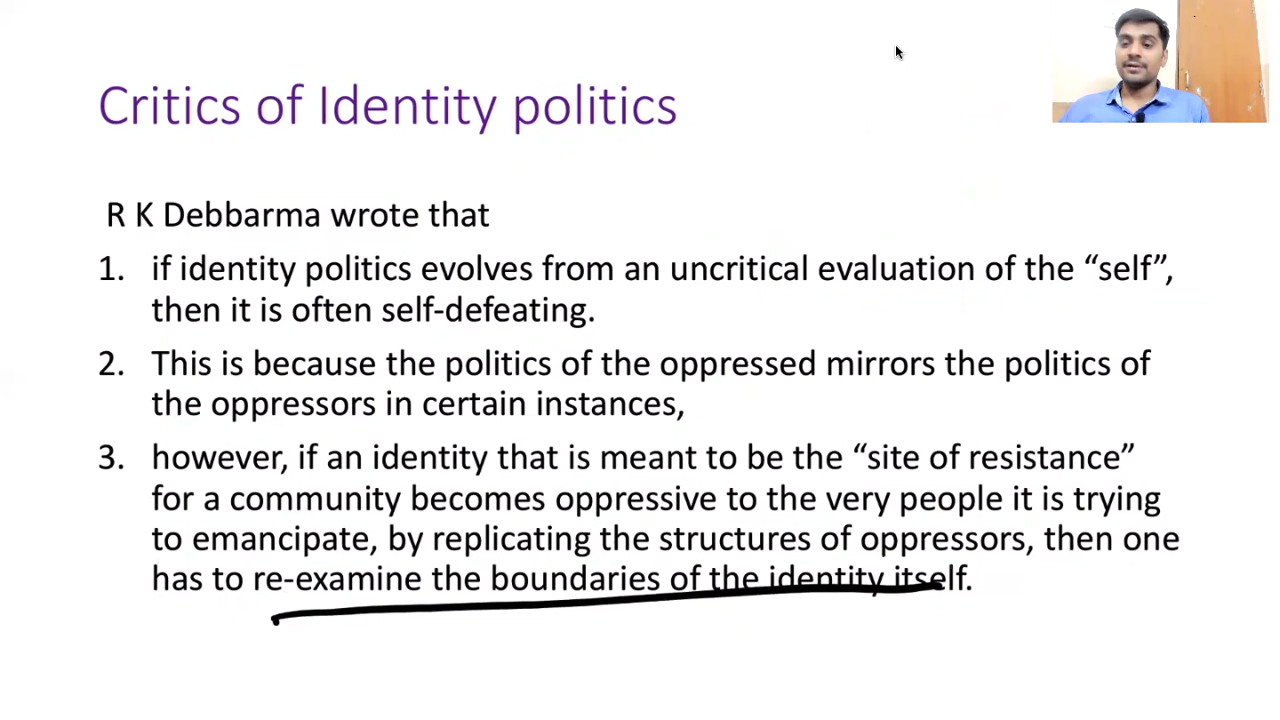 Critics of Identity politics
R K Debbarma wrote that
1. if identity politics evolves from an uncritical evaluation of the “self”,
then it is often self-defeating.
2. This is because the politics of the oppressed mirrors the politics of
the oppressors in certain instances,
3. however, if an identity that is meant to be the “site of resistance”
for a community becomes oppressive to the very people it is trying
to emancipate, by replicating the structures of oppressors, then one
has to re-examine the boundaries of the identity itself.